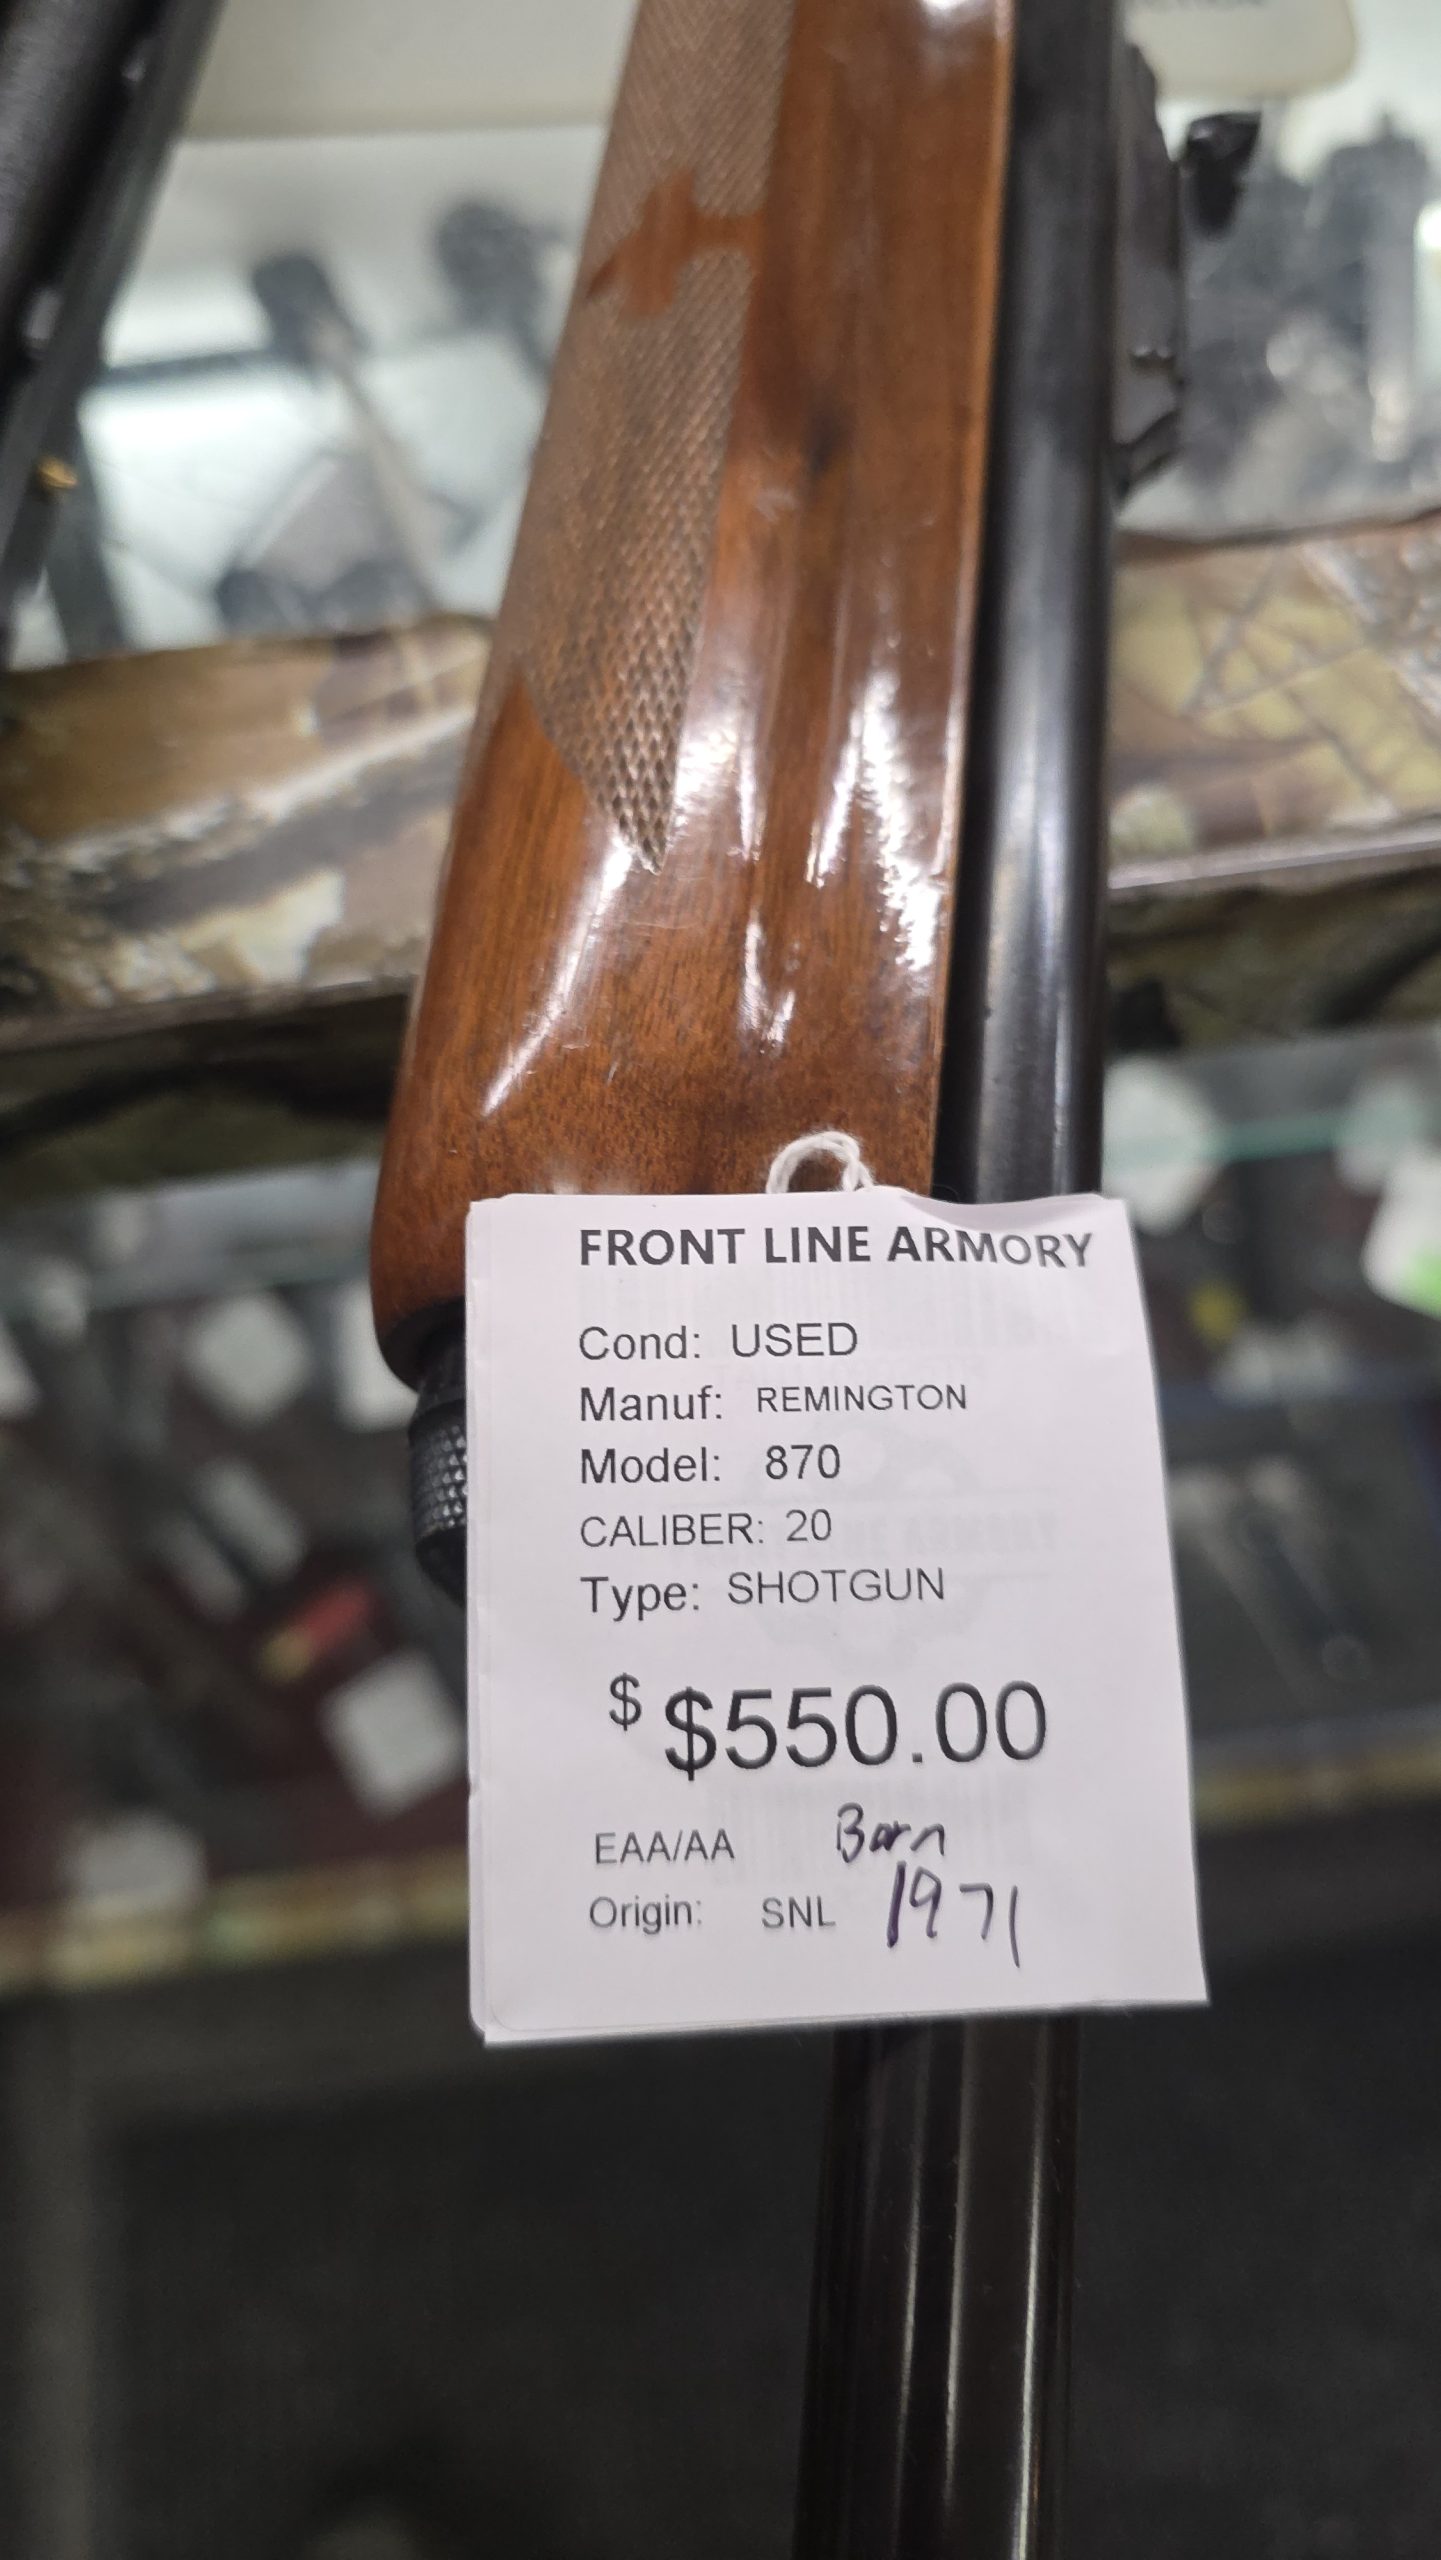 FRONT LINE ARMORY
Cond: USED
Manuf: REMINGTON
Model: 870
CALIBER: 20
Type: SHOTGUN
$ $550.00
EAA/AA Born
Origin: SNL 1971